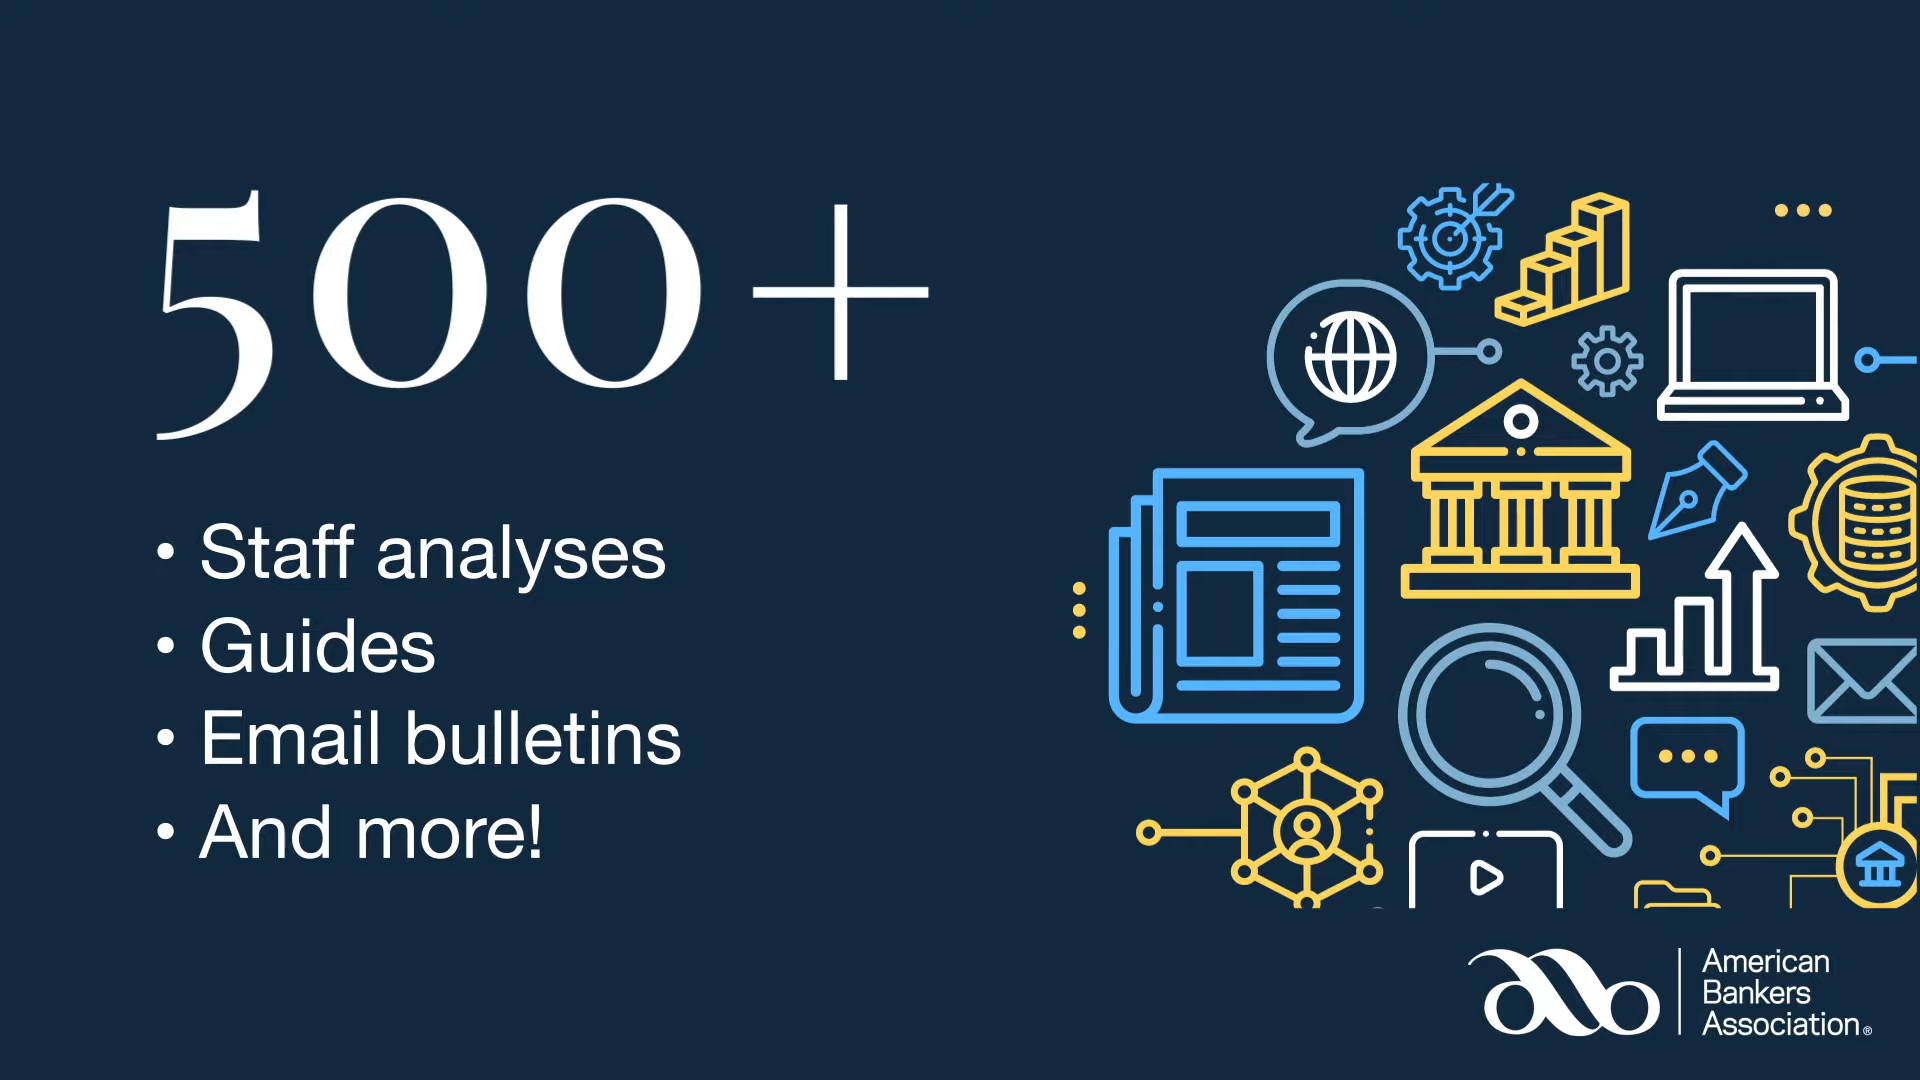 500+
• Staff analyses
• Guides
• Email bulletins
• And more!
American
Bankers
Association®